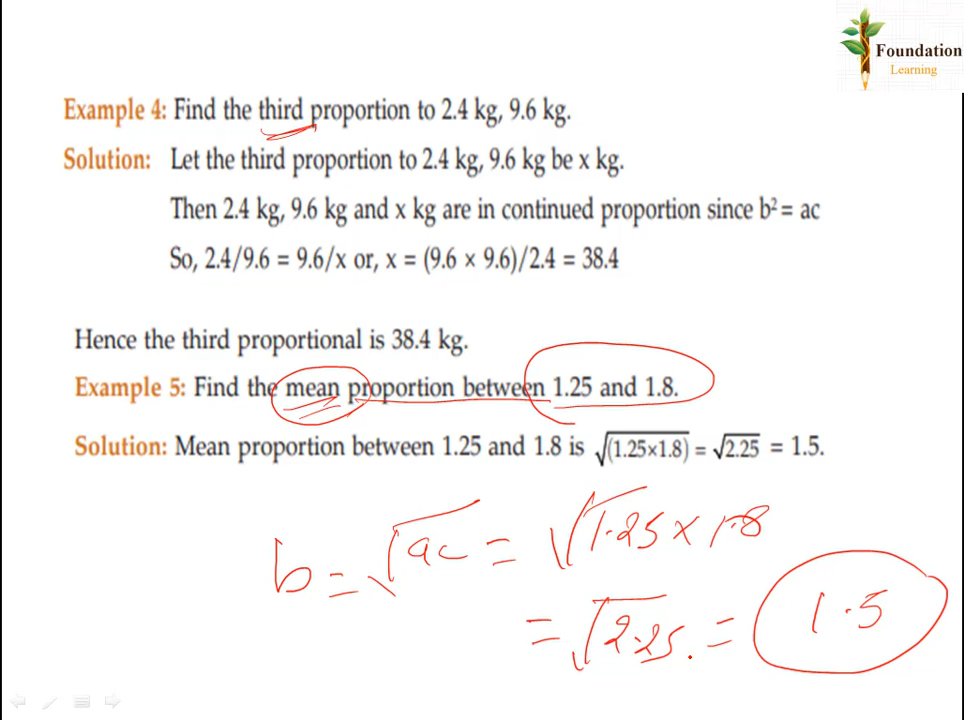 Foundation
Learning
Example 4: Find the third proportion to 2.4 kg, 9.6 kg.
Solution: Let the third proportion to 2.4 kg, 9.6 kg be x kg.
Then 2.4 kg, 9.6 kg and x kg are in continued proportion since b² = ac
So, 2.4/9.6 = 9.6/x or, x = (9.6 × 9.6)/2.4 = 38.4
Hence the third proportional is 38.4 kg.
Example 5: Find the mean proportion between 1.25 and 1.8.
Solution: Mean proportion between 1.25 and 1.8 is √(1.25×1.8) = √2.25 = 1.5.
b = √ac = √1.25 × 1.8
= √2.25. = 1.5